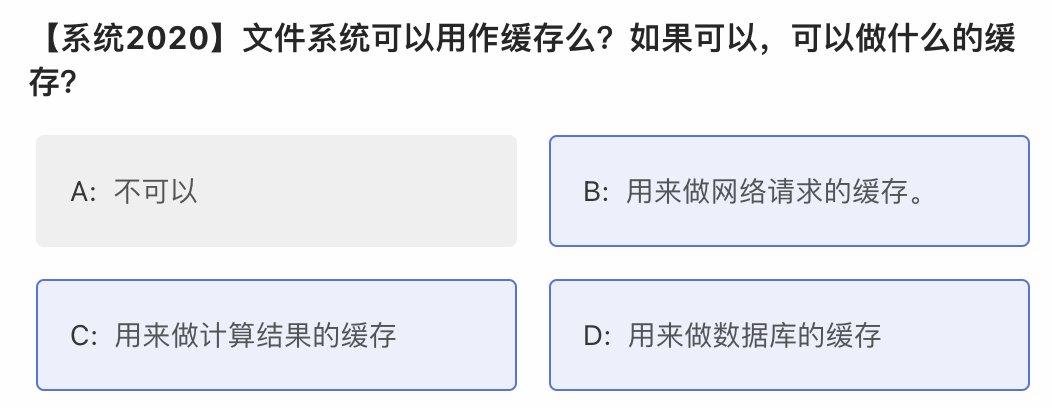 【系统2020】文件系统可以用作缓存么？如果可以，可以做什么的缓
存？
A: 不可以
B: 用来做网络请求的缓存。
C: 用来做计算结果的缓存
D: 用来做数据库的缓存